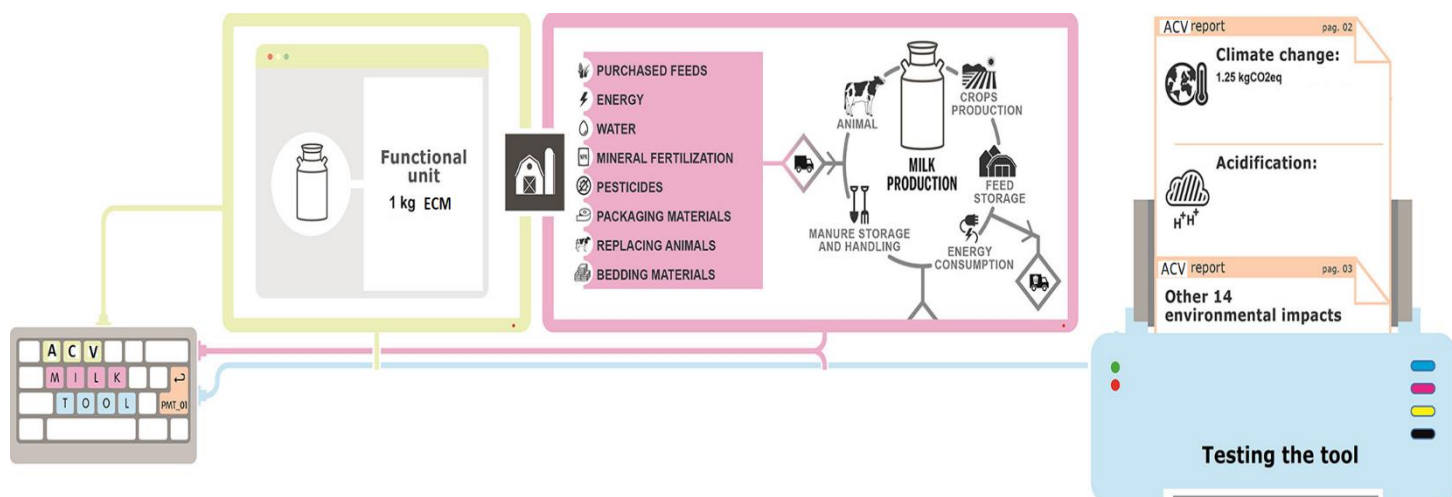 Functional
unit
1 kg ECM
PURCHASED FEEDS
ENERGY
WATER
MINERAL FERTILIZATION
PESTICIDES
PACKAGING MATERIALS
REPLACING ANIMALS
BEDDING MATERIALS
ANIMAL
CROPS
PRODUCTION
MILK
PRODUCTION
FEED
STORAGE
MANURE STORAGE
AND HANDLING
ENERGY
CONSUMPTION
ACV report
pag. 02
Climate change:
1.25 kgCO2eq
Acidification:
H+H+
ACV report
pag. 03
Other 14
environmental impacts
A C V
M I L K
T O O L
PMT_01
Testing the tool